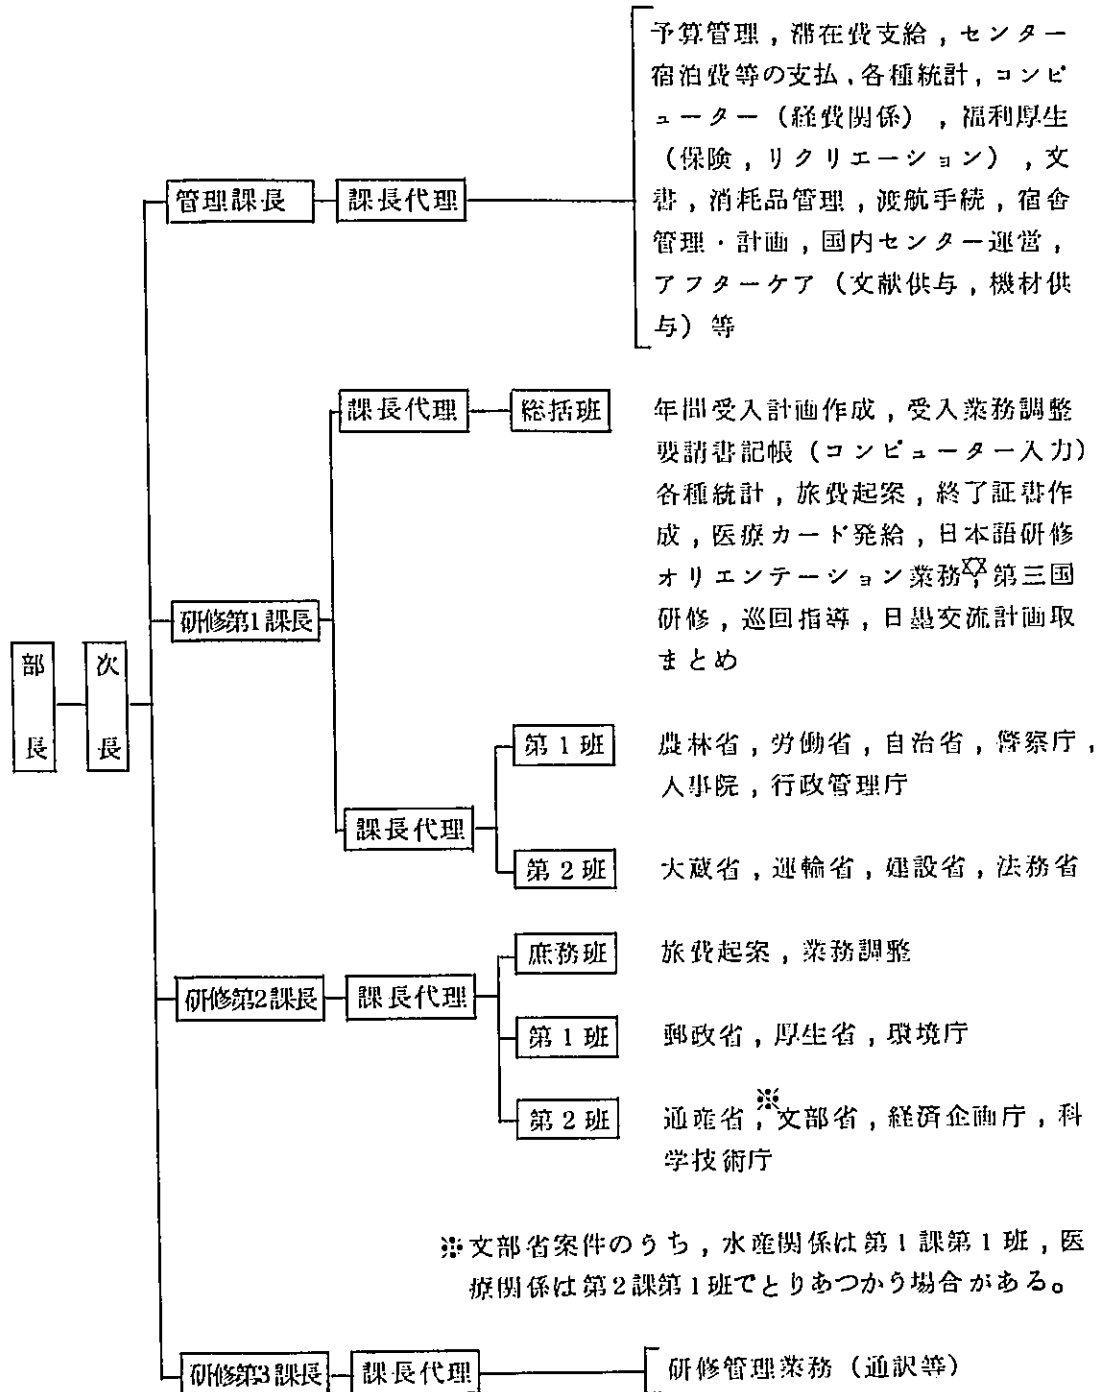 予算管理，滞在費支給，センター
宿泊費等の支払，各種統計，コンピ
ューター（経費関係），福利厚生
（保険，リクリエーション），文
書，消耗品管理，渡航手続，宿舎
管理・計画，国内センター運営，
アフターケア（文献供与，機材供
与）等
管理課長
課長代理
課長代理
総括班
年間受入計画作成，受入業務調整
要請書記帳（コンピューター入力）
各種統計，旅費起案，終了証書作
成，医療カード発給，日本語研修
オリエンテーション業務✡，第三国
研修，巡回指導，日墨交流計画取
まとめ
研修第1課長
部長
次長
第1班
農林省，労働省，自治省，警察庁，
人事院，行政管理庁
課長代理
第2班
大蔵省，運輸省，建設省，法務省
庶務班
旅費起案，業務調整
研修第2課長
課長代理
第1班
郵政省，厚生省，環境庁
第2班
通産省，※文部省，経済企画庁，科
学技術庁
※文部省案件のうち，水産関係は第1課第1班，医
療関係は第2課第1班でとりあつかう場合がある。
研修第3課長
課長代理
研修管理業務（通訳等）